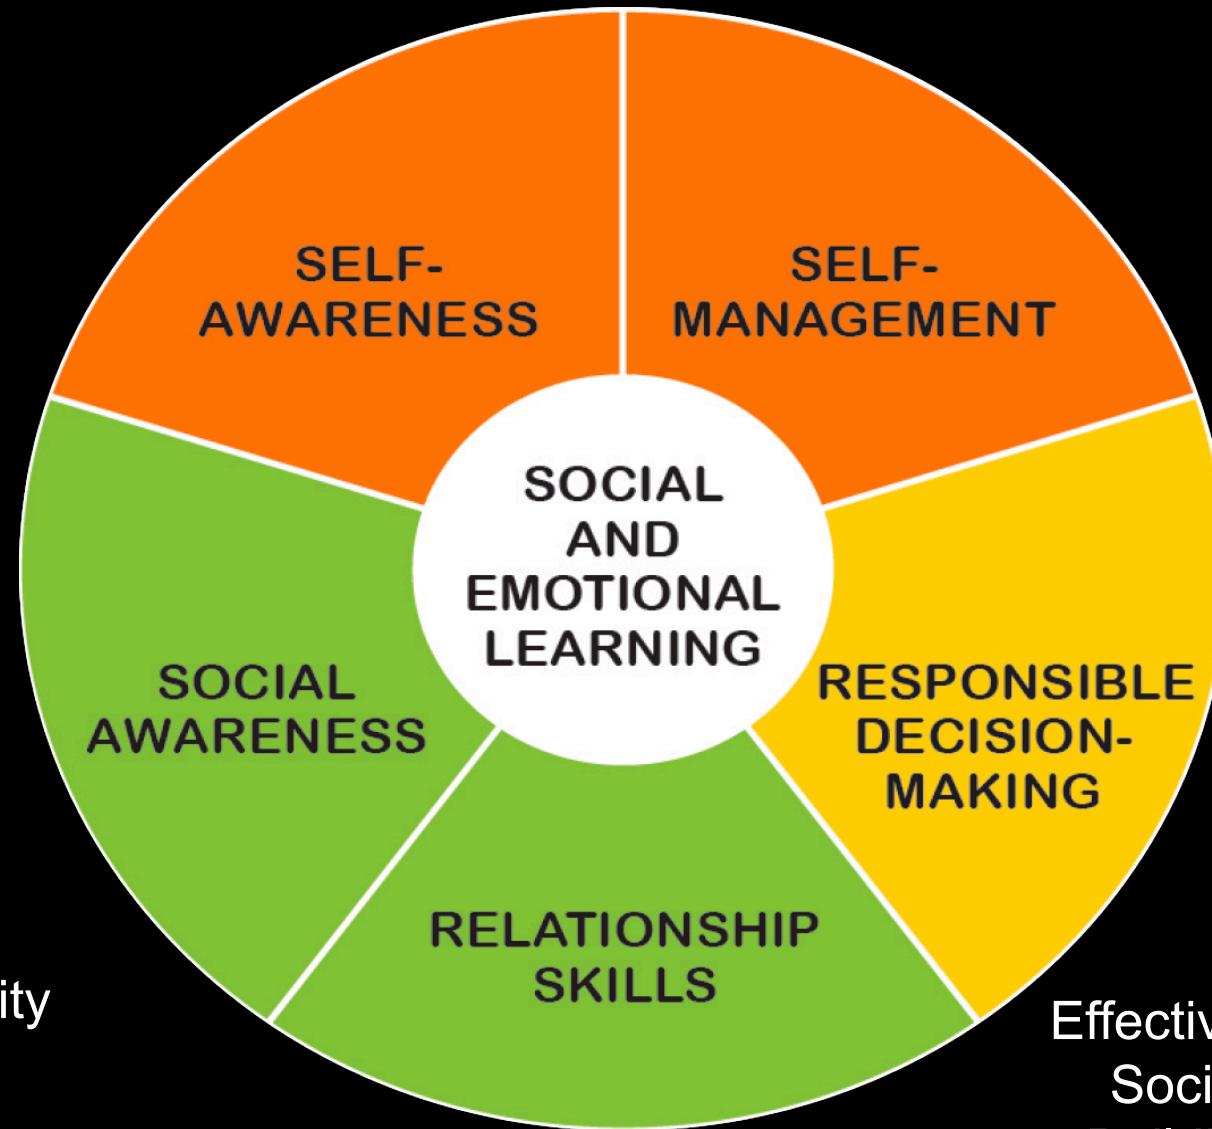 SELF-
AWARENESS
SELF-
MANAGEMENT
SOCIAL
AND
EMOTIONAL
LEARNING
SOCIAL
AWARENESS
RESPONSIBLE
DECISION-
MAKING
RELATIONSHIP
SKILLS